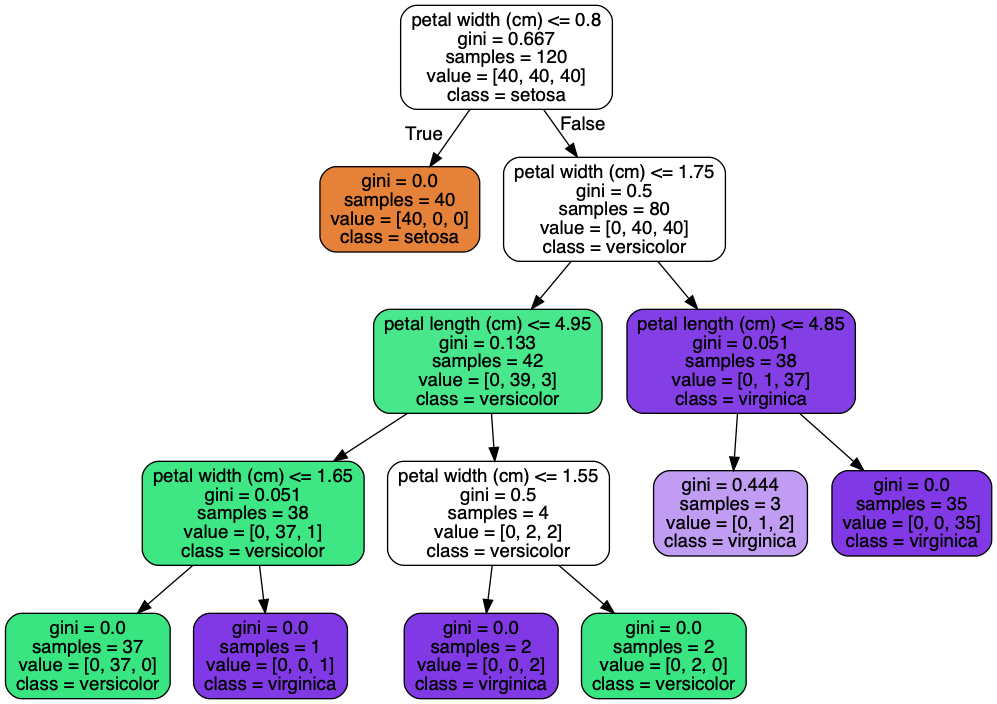 petal width (cm) <= 0.8
gini = 0.667
samples = 120
value = [40, 40, 40]
class = setosa
True
False
gini = 0.0
samples = 40
value = [40, 0, 0]
class = setosa
petal width (cm) <= 1.75
gini = 0.5
samples = 80
value = [0, 40, 40]
class = versicolor
petal length (cm) <= 4.95
gini = 0.133
samples = 42
value = [0, 39, 3]
class = versicolor
petal length (cm) <= 4.85
gini = 0.051
samples = 38
value = [0, 1, 37]
class = virginica
petal width (cm) <= 1.65
gini = 0.051
samples = 38
value = [0, 37, 1]
class = versicolor
petal width (cm) <= 1.55
gini = 0.5
samples = 4
value = [0, 2, 2]
class = versicolor
gini = 0.444
samples = 3
value = [0, 1, 2]
class = virginica
gini = 0.0
samples = 35
value = [0, 0, 35]
class = virginica
gini = 0.0
samples = 37
value = [0, 37, 0]
class = versicolor
gini = 0.0
samples = 1
value = [0, 0, 1]
class = virginica
gini = 0.0
samples = 2
value = [0, 0, 2]
class = virginica
gini = 0.0
samples = 2
value = [0, 2, 0]
class = versicolor